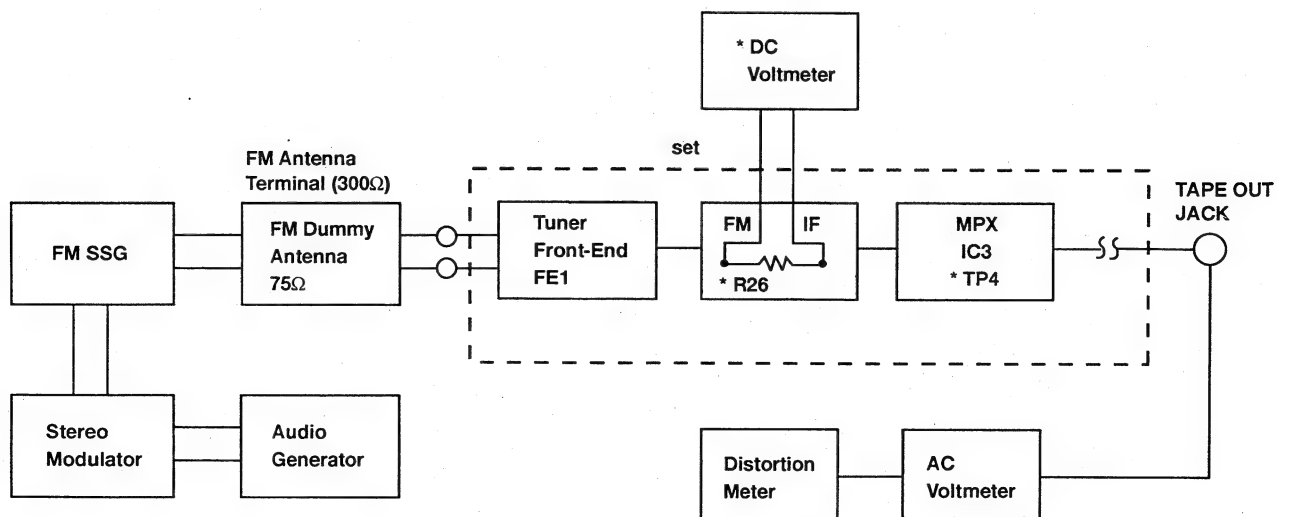 * DC
Voltmeter
set
FM Antenna
Terminal (300Ω)
TAPE OUT
JACK
FM SSG
FM Dummy
Antenna
75Ω
Tuner
Front-End
FE1
FM IF
* R26
MPX
IC3
* TP4
Stereo
Modulator
Audio
Generator
Distortion
Meter
AC
Voltmeter